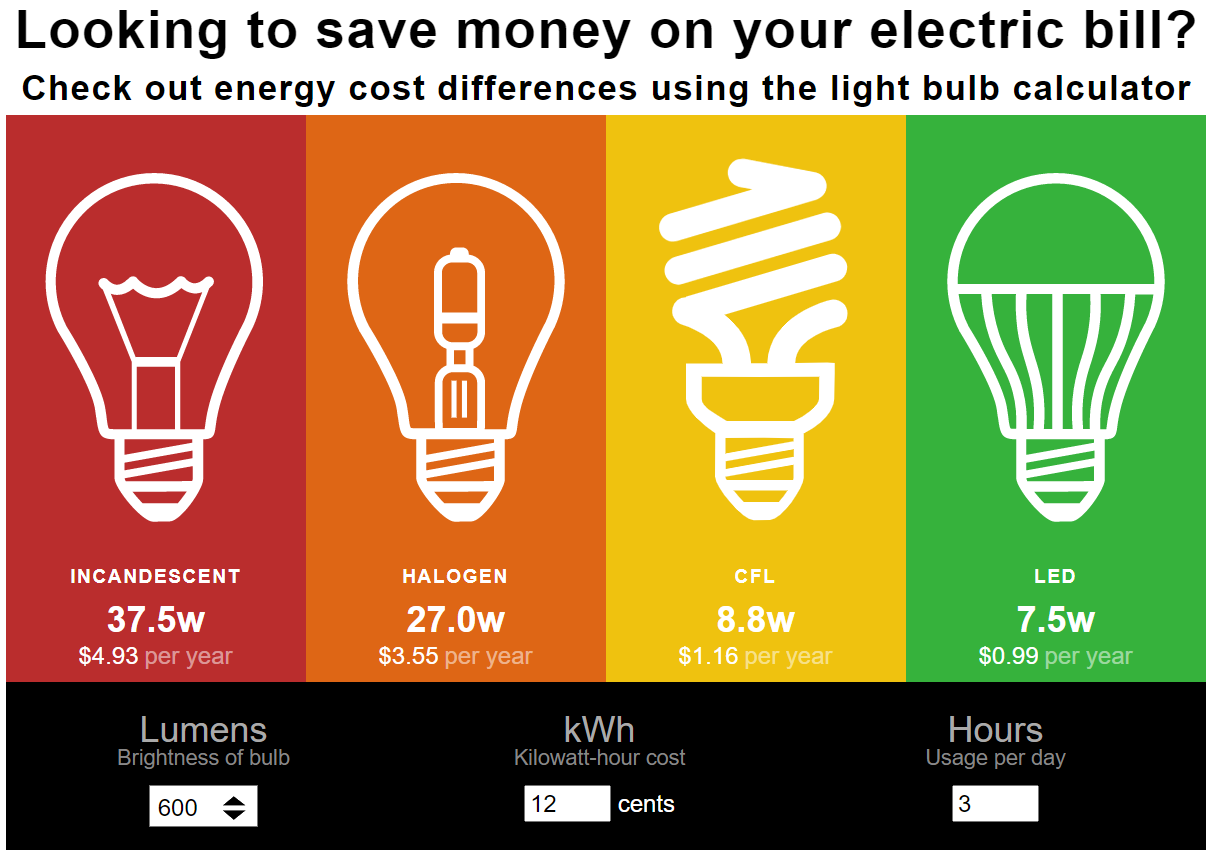 Looking to save money on your electric bill?
Check out energy cost differences using the light bulb calculator
INCANDESCENT
37.5w
$4.93 per year
HALOGEN
27.0w
$3.55 per year
CFL
8.8w
$1.16 per year
LED
7.5w
$0.99 per year
Lumens
Brightness of bulb
600
kWh
Kilowatt-hour cost
12 cents
Hours
Usage per day
3